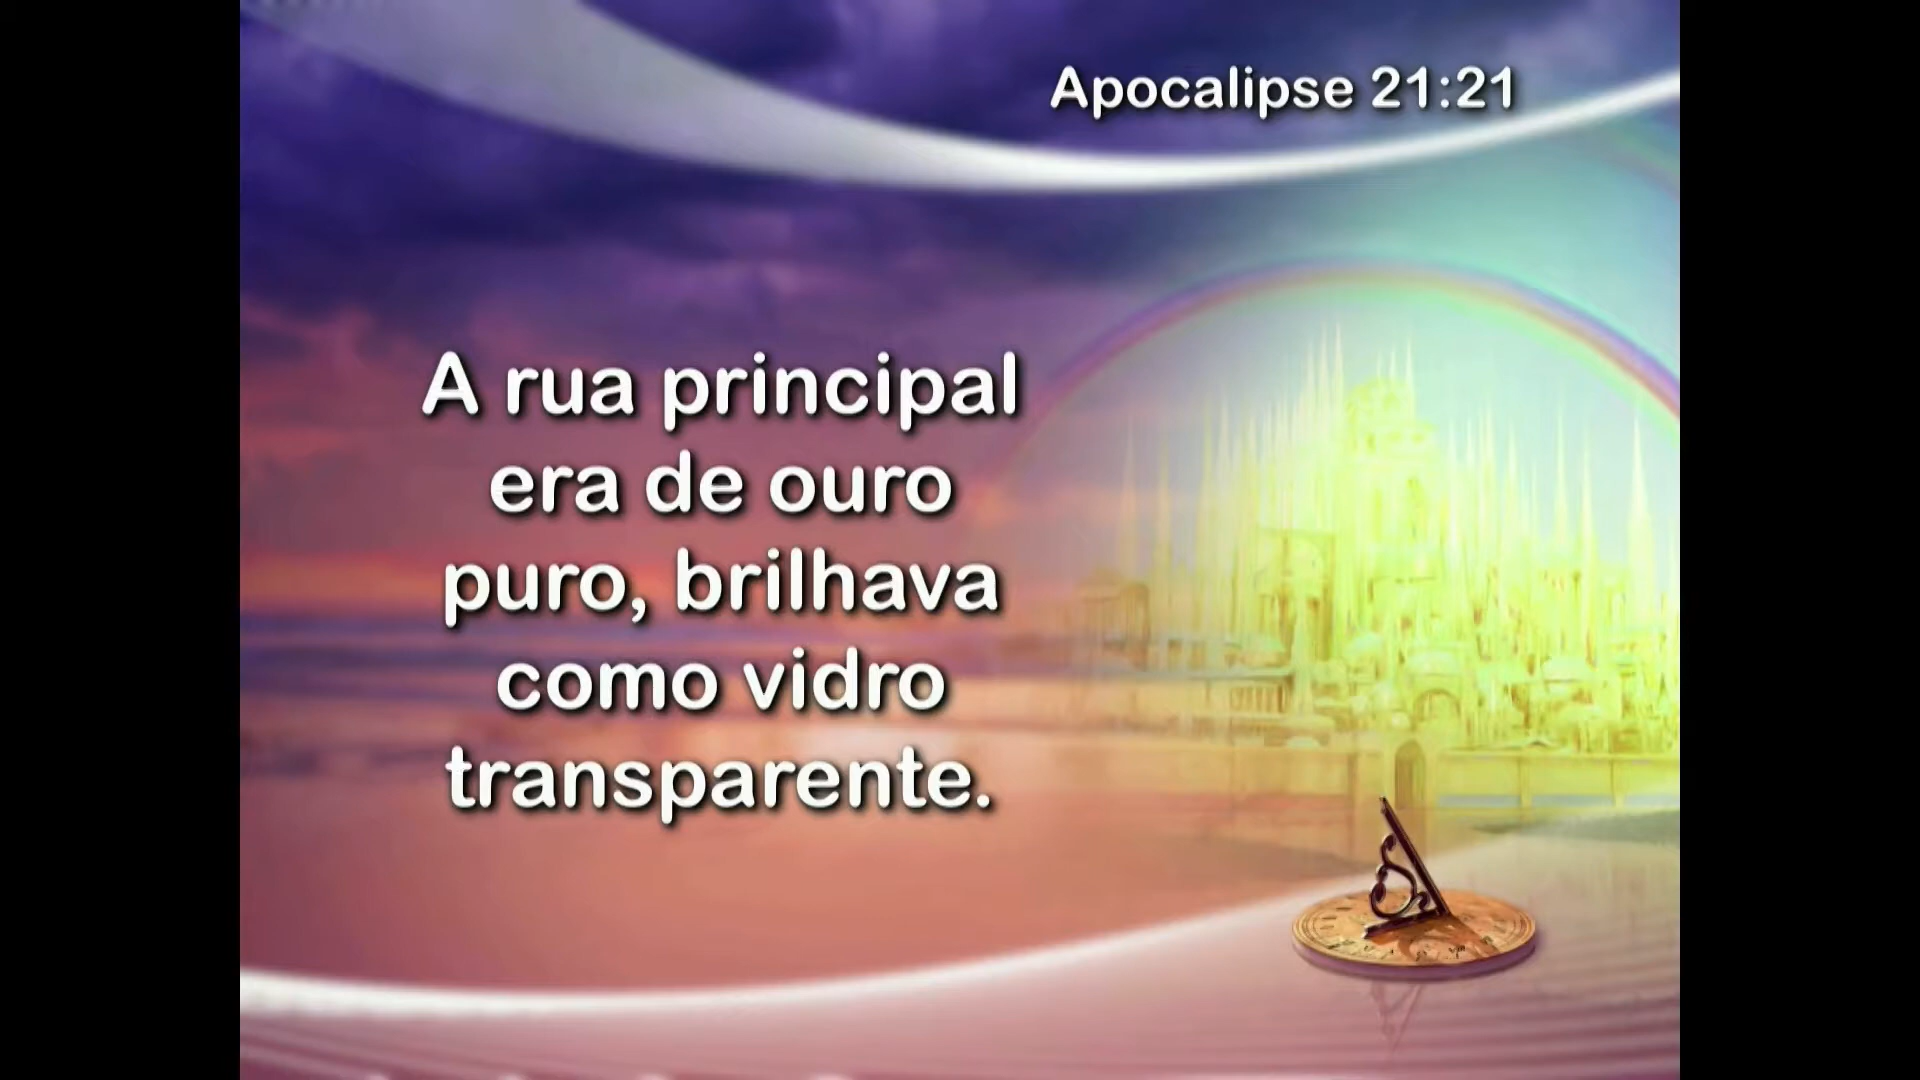 Apocalipse 21:21
A rua principal
era de ouro
puro, brilhava
como vidro
transparente.